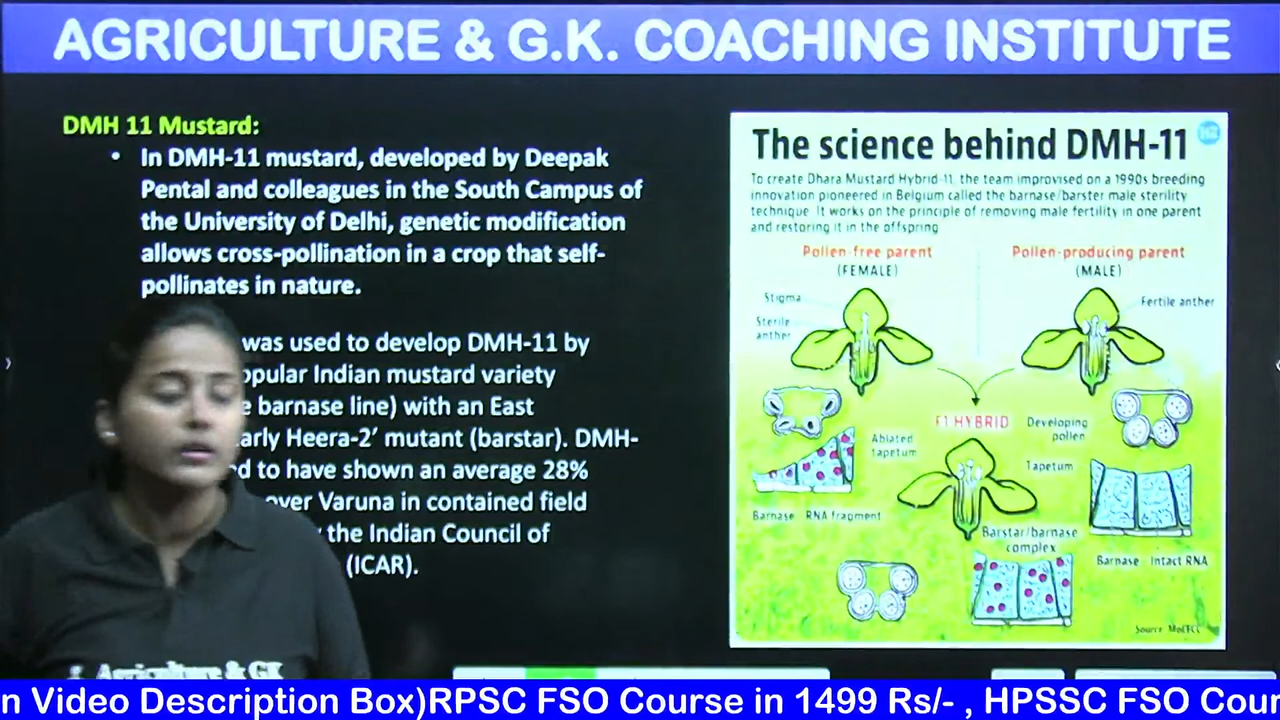 AGRICULTURE & G.K. COACHING INSTITUTE
DMH 11 Mustard:
• In DMH-11 mustard, developed by Deepak
Pental and colleagues in the South Campus of
the University of Delhi, genetic modification
allows cross-pollination in a crop that self-
pollinates in nature.
was used to develop DMH-11 by
opular Indian mustard variety
e barnase line) with an East
arly Heera-2' mutant (barstar). DMH-
d to have shown an average 28%
over Varuna in contained field
y the Indian Council of
(ICAR).
The science behind DMH-11
To create Dhara Mustard Hybrid-11, the team improvised on a 1990s breeding
innovation pioneered in Belgium called the barnase/barster male sterility
technique. It works on the principle of removing male fertility in one parent
and restoring it in the offspring
Pollen-free parent
(FEMALE)
Pollen-producing parent
(MALE)
Stigma
Sterile
anther
Fertile anther
F1 HYBRID
Developing
pollen
Ablated
tapetum
Tapetum
Barnase RNA fragment
Barstar/barnase
complex
Barnase Intact RNA
Source: MoEFCC
Agriculture & GK
n Video Description Box)RPSC FSO Course in 1499 Rs/- , HPSSC FSO Cour